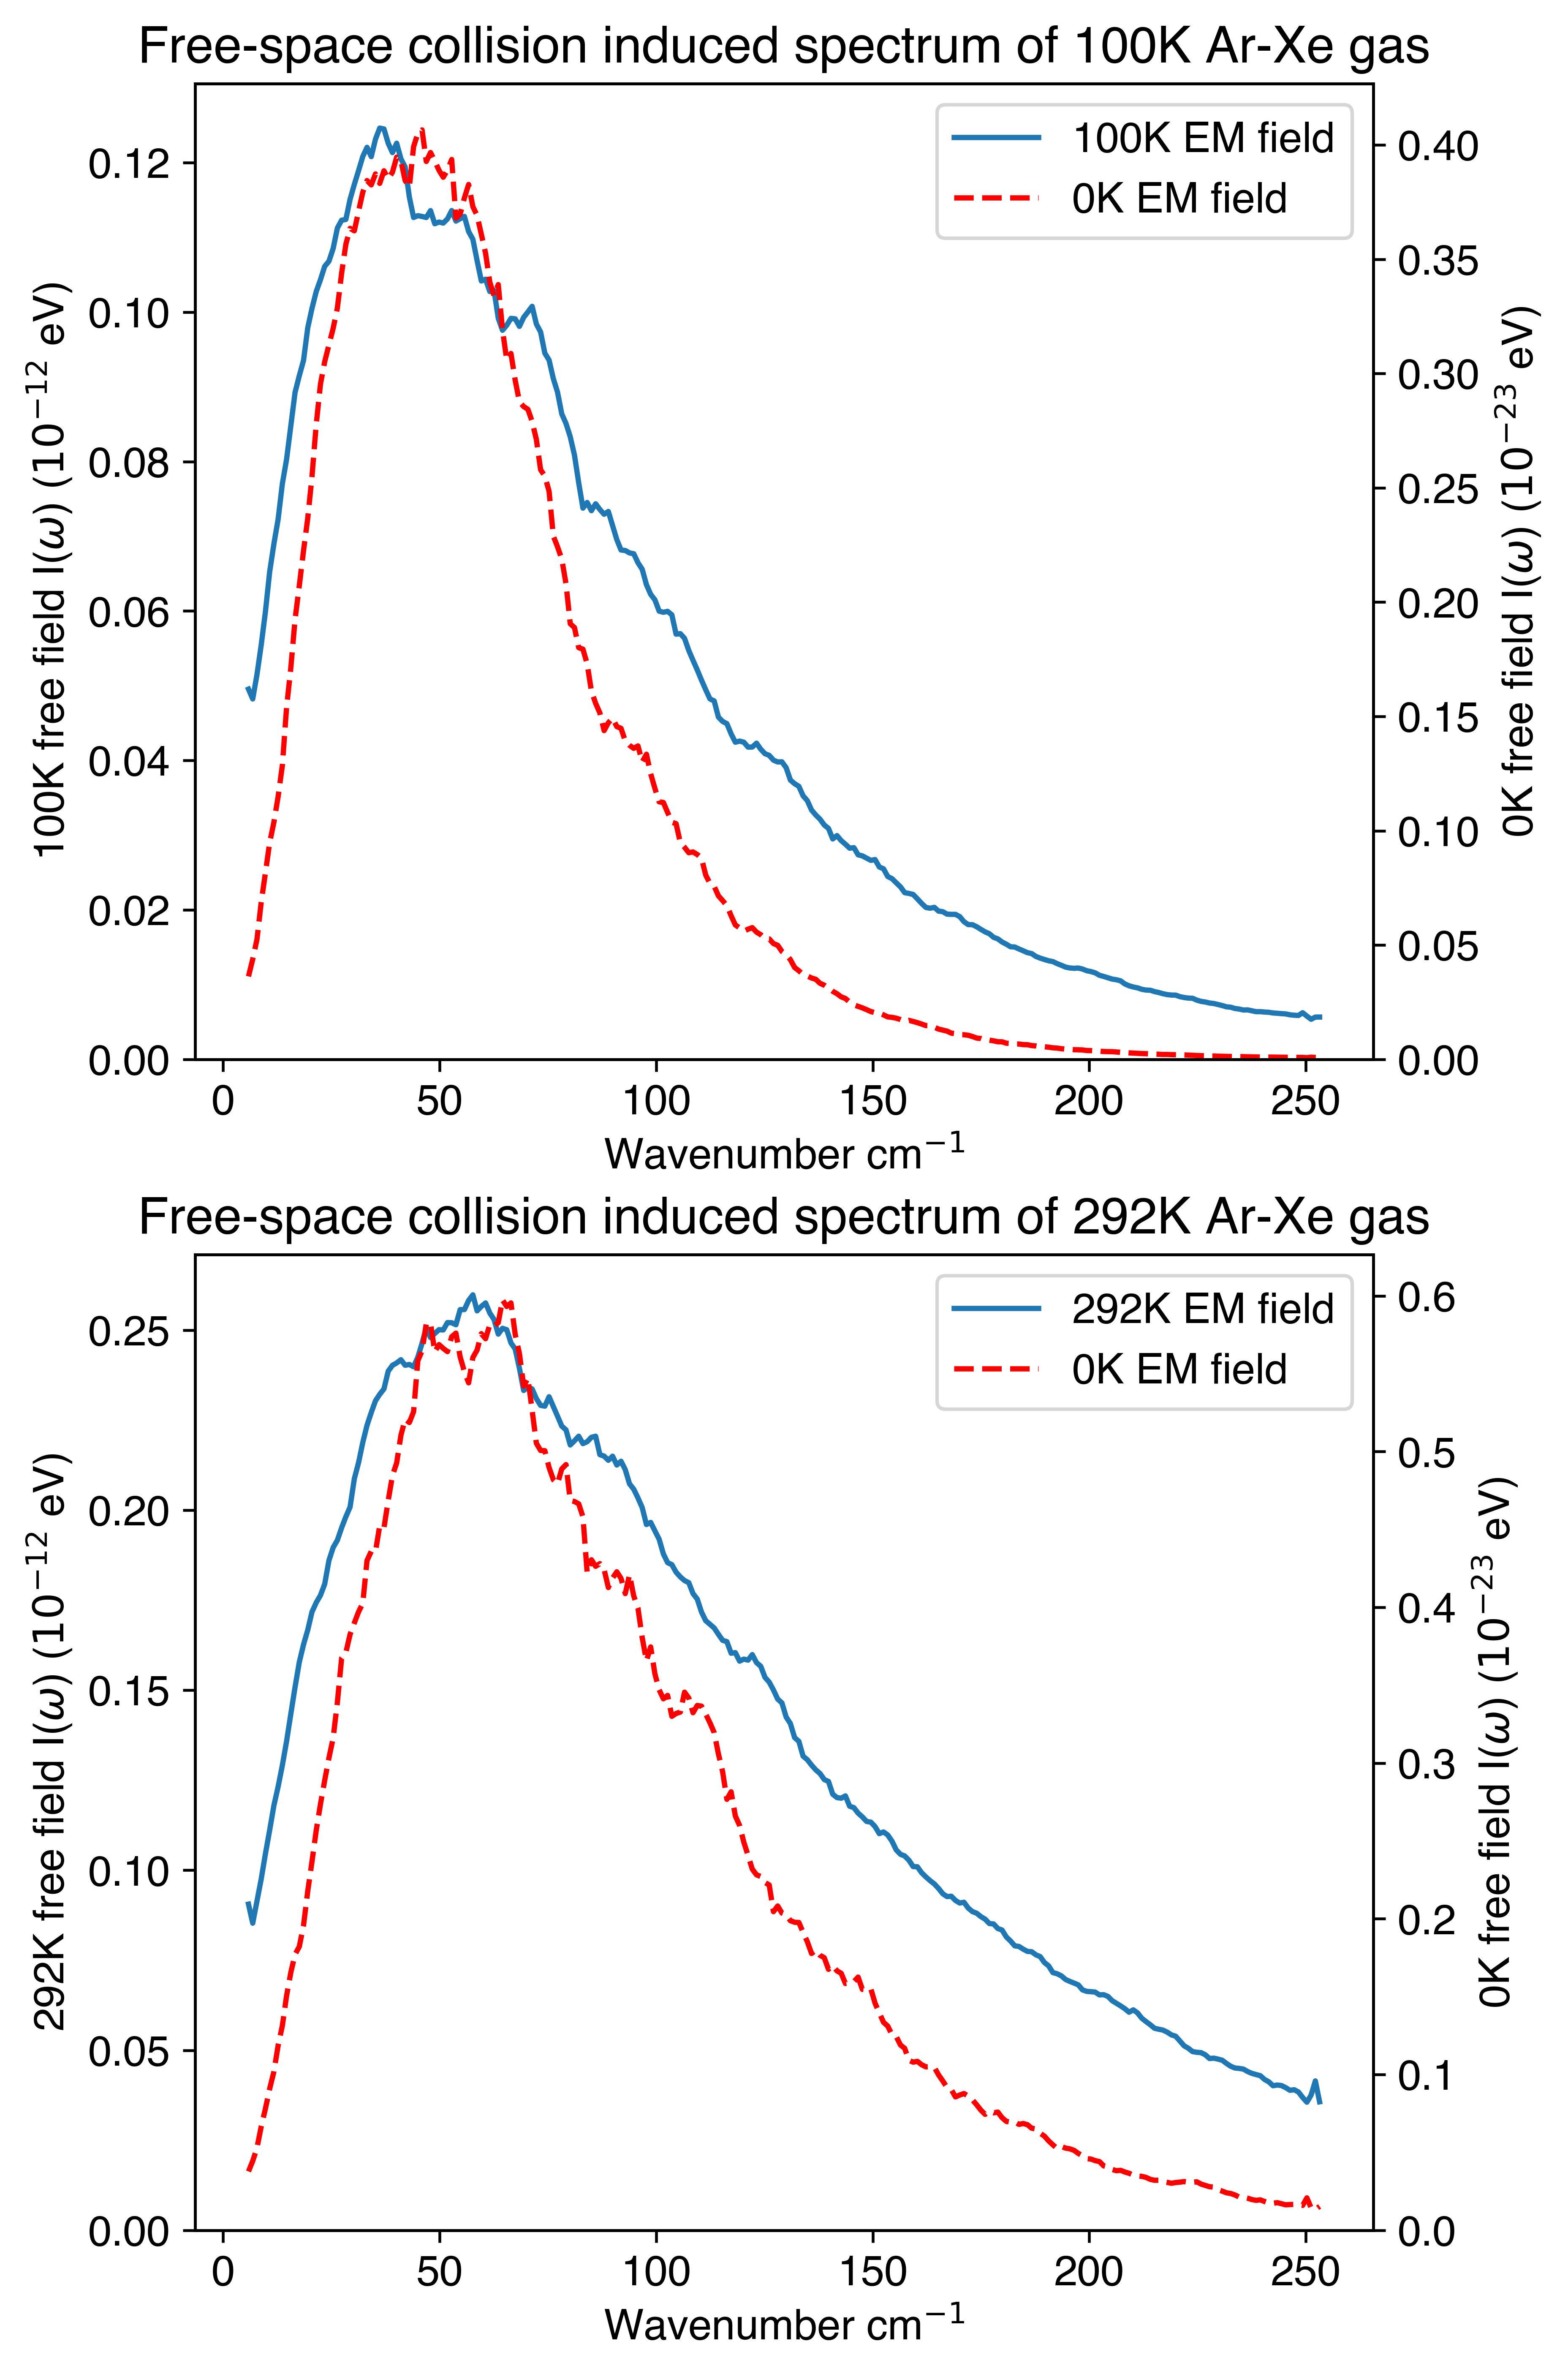 Free-space collision induced spectrum of 100K Ar-Xe gas
100K EM field
0K EM field
0.12
0.10
0.08
0.06
0.04
0.02
0.00
100K free field I(ω) (10⁻¹² eV)
0.40
0.35
0.30
0.25
0.20
0.15
0.10
0.05
0.00
0K free field I(ω) (10⁻²³ eV)
0 50 100 150 200 250
Wavenumber cm⁻¹
Free-space collision induced spectrum of 292K Ar-Xe gas
292K EM field
0K EM field
0.25
0.20
0.15
0.10
0.05
0.00
292K free field I(ω) (10⁻¹² eV)
0.6
0.5
0.4
0.3
0.2
0.1
0.0
0K free field I(ω) (10⁻²³ eV)
0 50 100 150 200 250
Wavenumber cm⁻¹